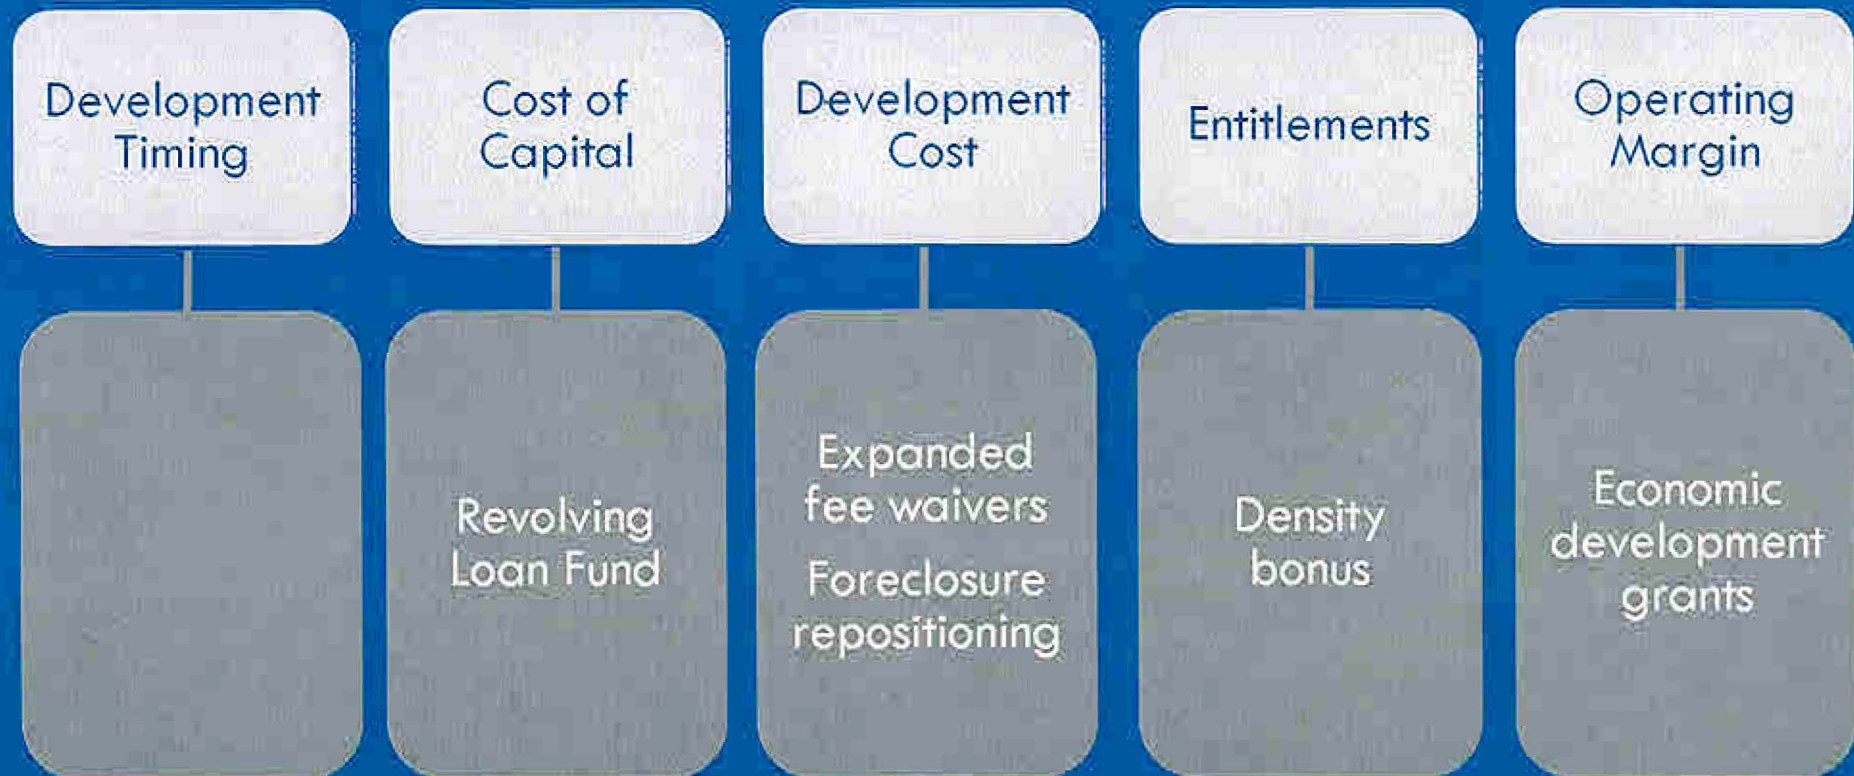 Development
Timing
Cost of
Capital
Development
Cost
Entitlements
Operating
Margin
Revolving
Loan Fund
Expanded
fee waivers
Foreclosure
repositioning
Density
bonus
Economic
development
grants